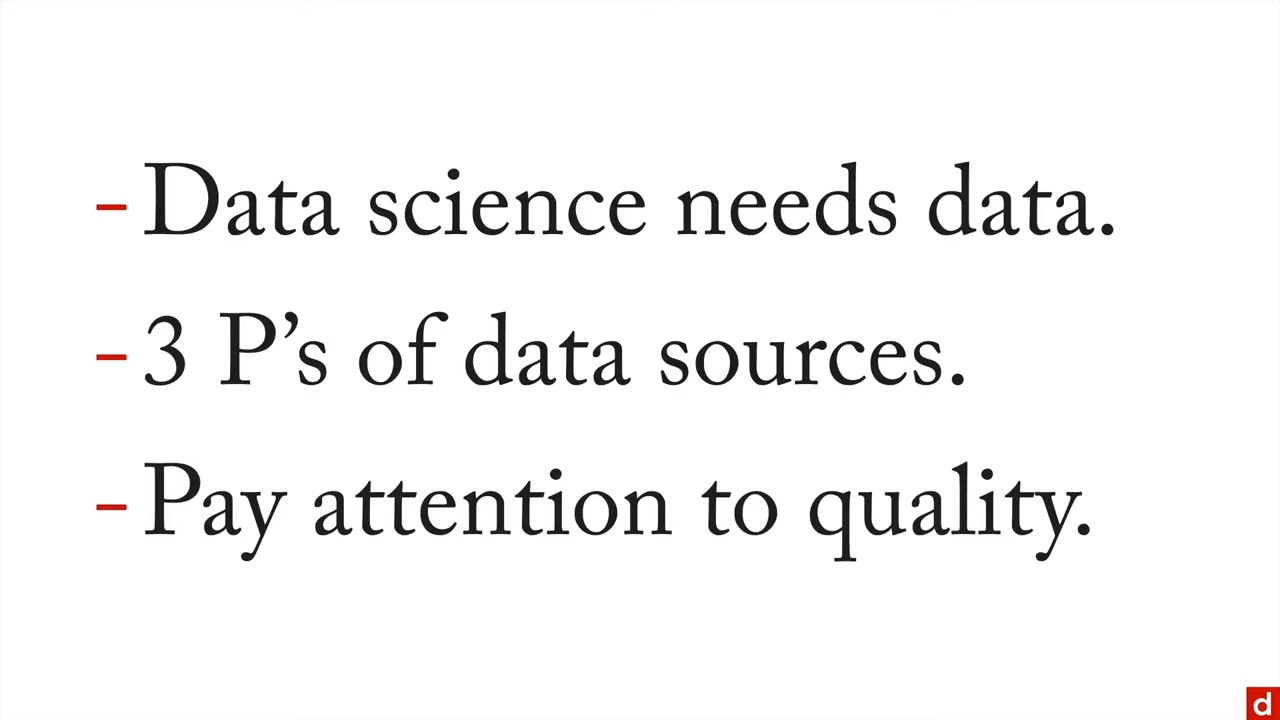 - Data science needs data.
- 3 P’s of data sources.
- Pay attention to quality.
d